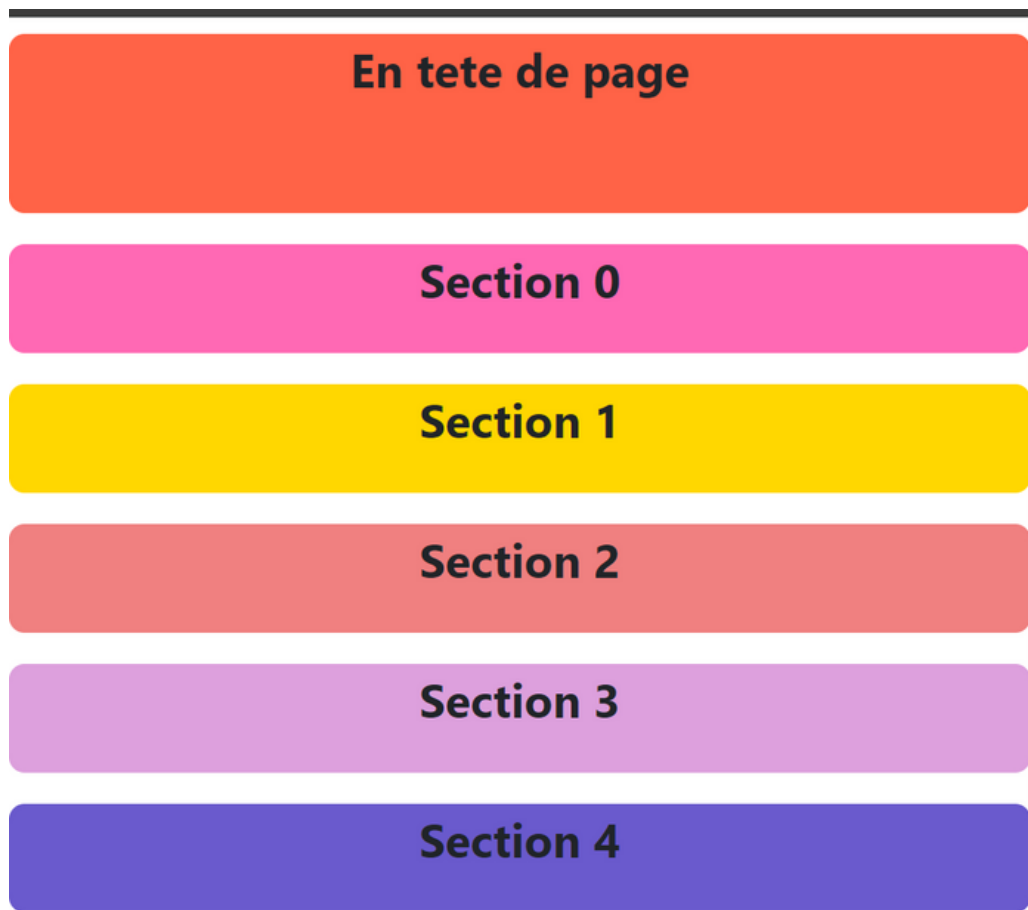 En tete de page
Section 0
Section 1
Section 2
Section 3
Section 4